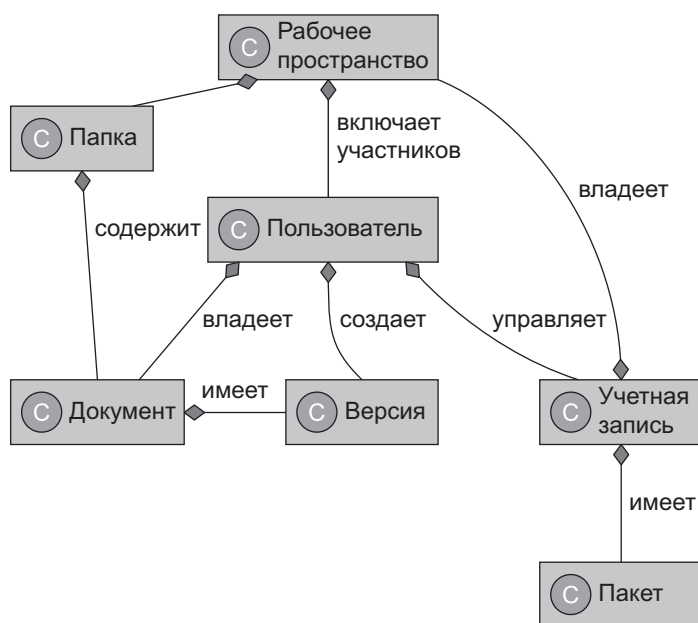 C Рабочее
пространство
C Папка
включает
участников
владеет
содержит
C Пользователь
владеет
создает
управляет
C Документ
имеет
C Версия
C Учетная
запись
имеет
C Пакет